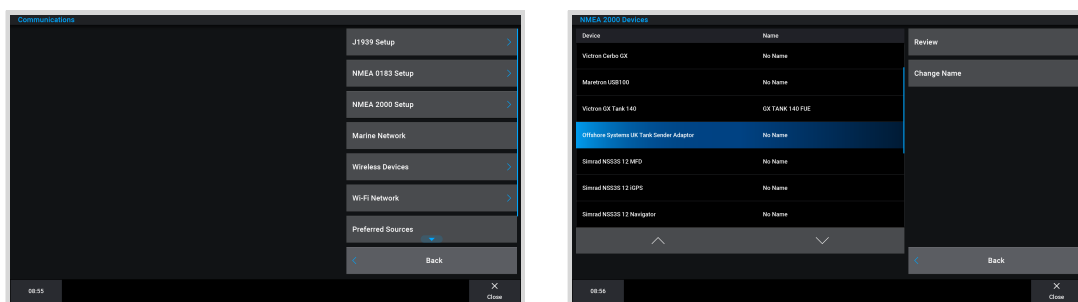 Communications
J1939 Setup
NMEA 0183 Setup
NMEA 2000 Setup
Marine Network
Wireless Devices
Wi-Fi Network
Preferred Sources
Back
08:55
Close
NMEA 2000 Devices
Device Name
Victron Cerbo GX No Name
Maretron USB100 No Name
Victron GX Tank 140 GX TANK 140 FUE
Offshore Systems UK Tank Sender Adaptor No Name
Simrad NSS3S 12 MFD No Name
Simrad NSS3S 12 iGPS No Name
Simrad NSS3S 12 Navigator No Name
Review
Change Name
Back
08:56
Close